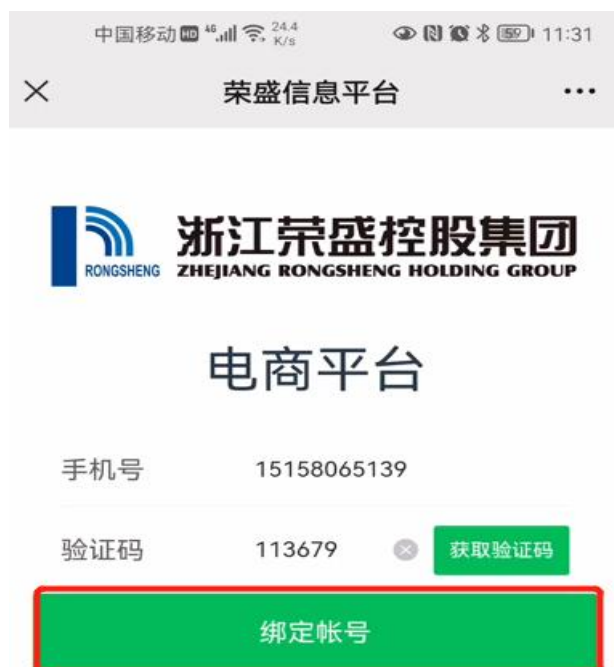 中国移动 HD 46 24.4 K/s 59 11:31
荣盛信息平台
浙江荣盛控股集团
RONGSHENG ZHEJIANG RONGSHENG HOLDING GROUP
电商平台
手机号 15158065139
验证码 113679 获取验证码
绑定帐号